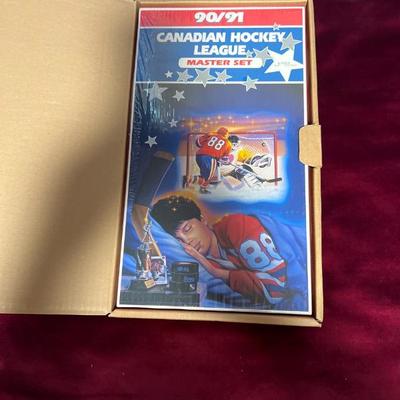 90/91
CANADIAN HOCKEY
LEAGUE
MASTER SET
88
88